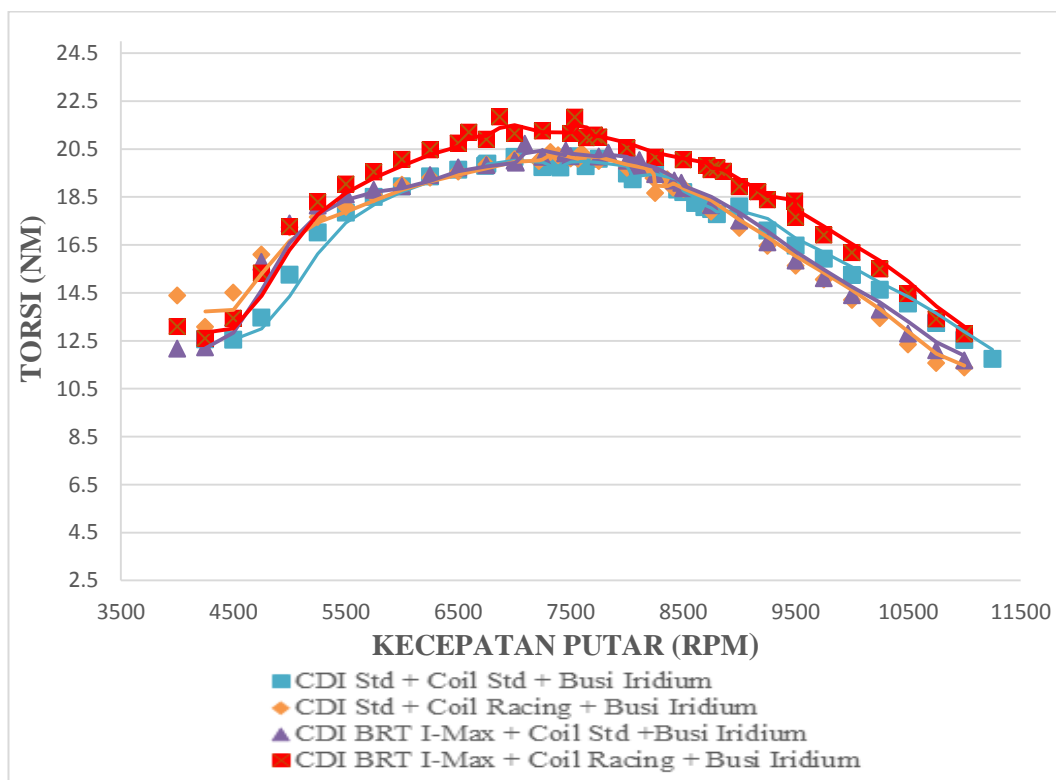 24.5
22.5
20.5
18.5
16.5
14.5
12.5
10.5
8.5
6.5
4.5
2.5
TORSI (NM)
3500 4500 5500 6500 7500 8500 9500 10500 11500
KECEPATAN PUTAR (RPM)
CDI Std + Coil Std + Busi Iridium
CDI Std + Coil Racing + Busi Iridium
CDI BRT I-Max + Coil Std +Busi Iridium
CDI BRT I-Max + Coil Racing + Busi Iridium